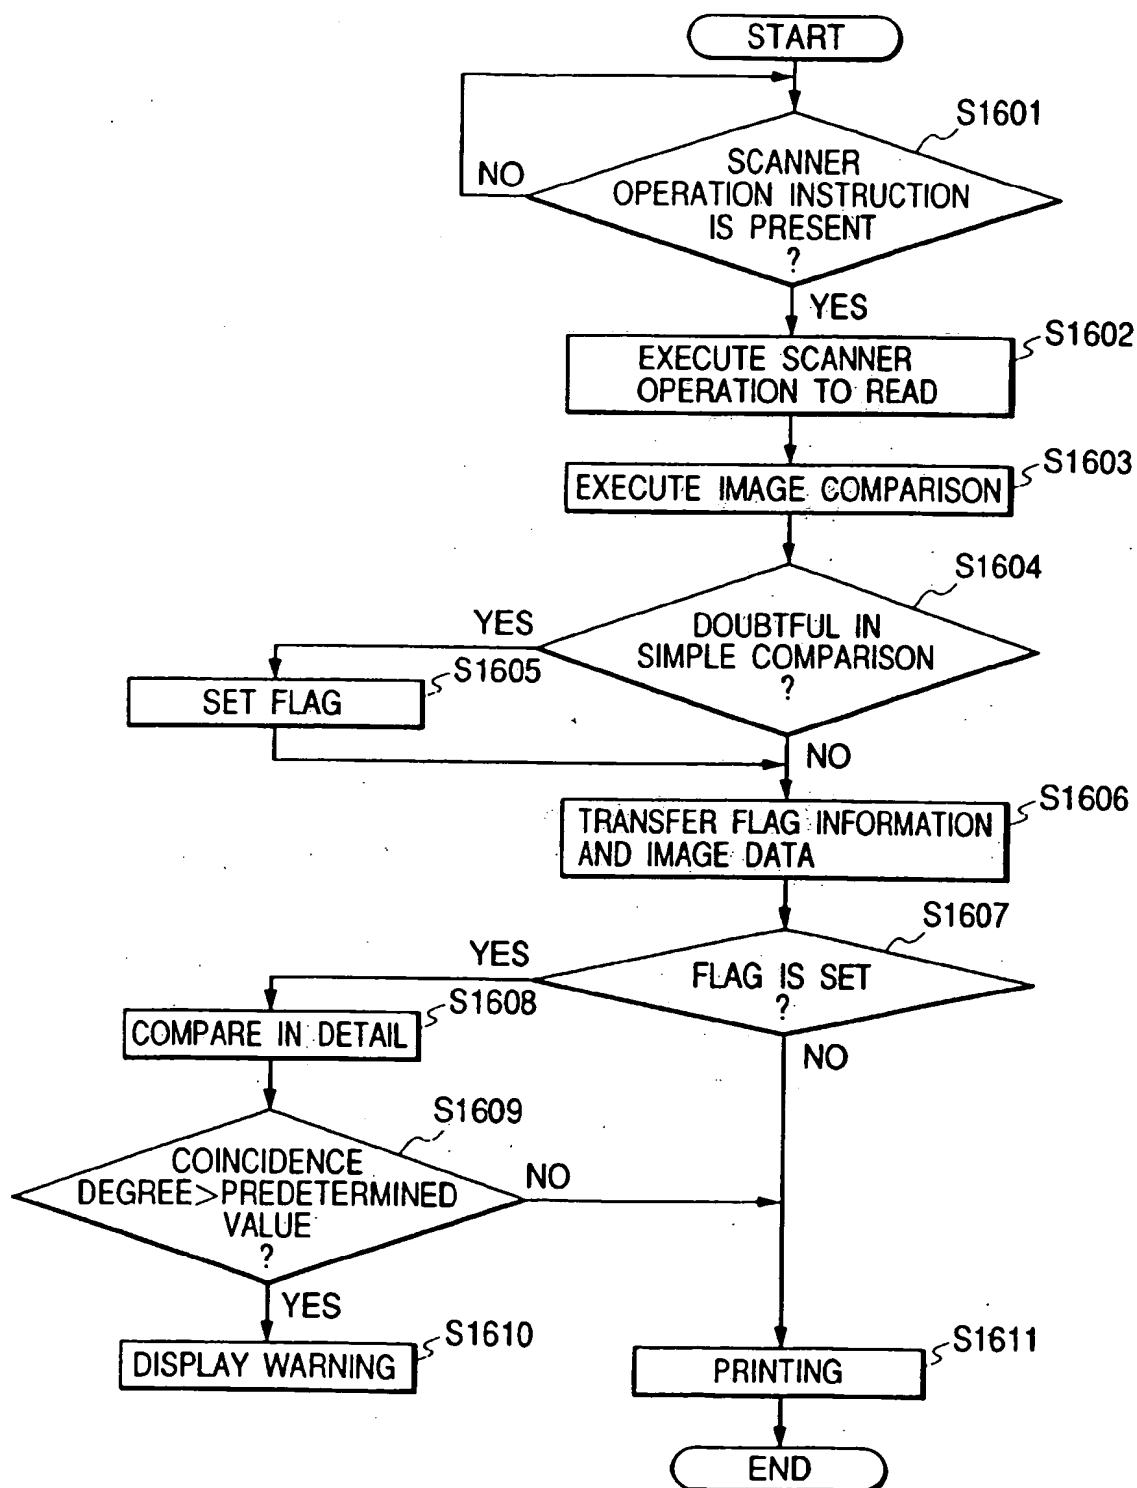 START
S1601
SCANNER
OPERATION INSTRUCTION
IS PRESENT
?
NO
YES
S1602
EXECUTE SCANNER
OPERATION TO READ
S1603
EXECUTE IMAGE COMPARISON
S1604
DOUBTFUL IN
SIMPLE COMPARISON
?
YES
S1605
SET FLAG
NO
S1606
TRANSFER FLAG INFORMATION
AND IMAGE DATA
S1607
FLAG IS SET
?
YES
S1608
COMPARE IN DETAIL
NO
S1609
COINCIDENCE
DEGREE>PREDETERMINED
VALUE
?
NO
YES
S1610
DISPLAY WARNING
S1611
PRINTING
END